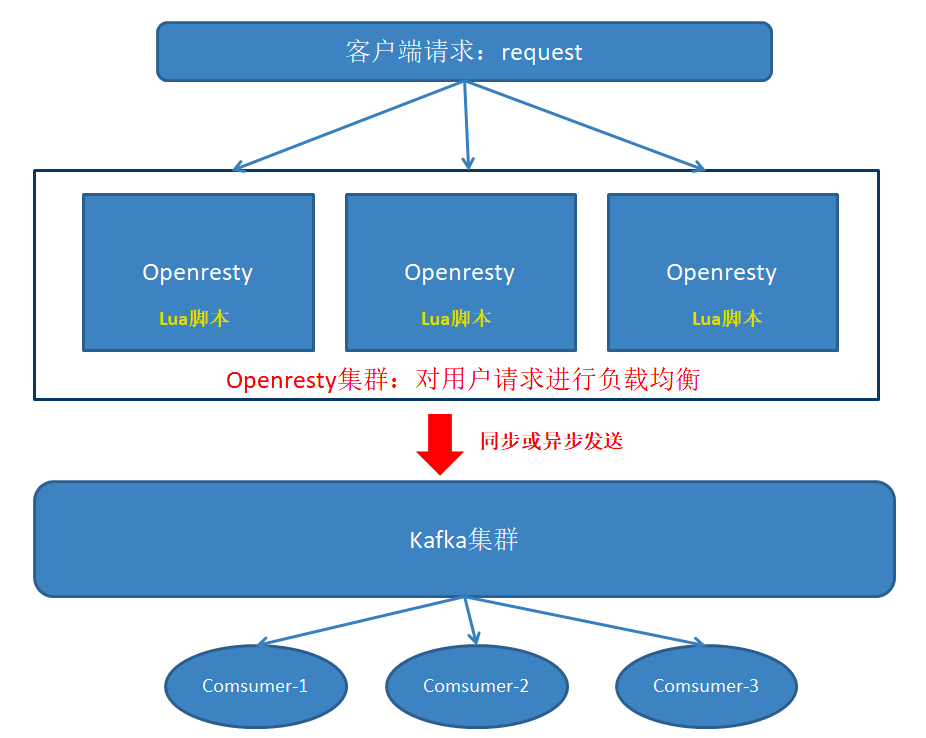 客户端请求：request
Openresty
Lua脚本
Openresty
Lua脚本
Openresty
Lua脚本
Openresty集群：对用户请求进行负载均衡
同步或异步发送
Kafka集群
Comsumer-1
Comsumer-2
Comsumer-3